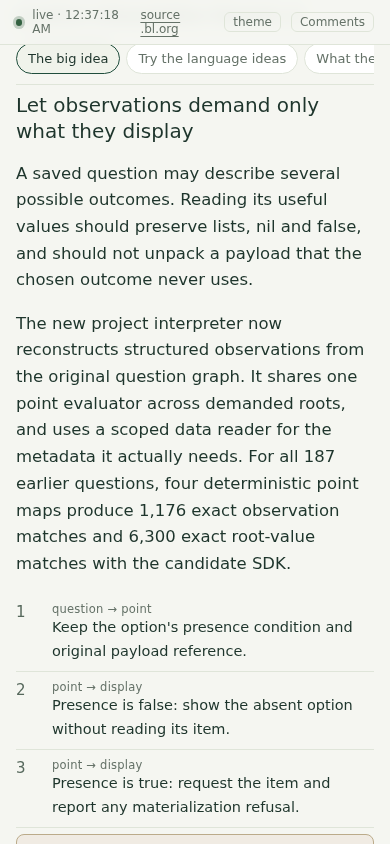 live · 12:37:18 AM
source .bl.org
theme
Comments
The big idea
Try the language ideas
What the
Let observations demand only
what they display
A saved question may describe several
possible outcomes. Reading its useful
values should preserve lists, nil and false,
and should not unpack a payload that the
chosen outcome never uses.
The new project interpreter now
reconstructs structured observations from
the original question graph. It shares one
point evaluator across demanded roots,
and uses a scoped data reader for the
metadata it actually needs. For all 187
earlier questions, four deterministic point
maps produce 1,176 exact observation
matches and 6,300 exact root-value
matches with the candidate SDK.
1
question → point
Keep the option's presence condition and
original payload reference.
2
point → display
Presence is false: show the absent option
without reading its item.
3
point → display
Presence is true: request the item and
report any materialization refusal.